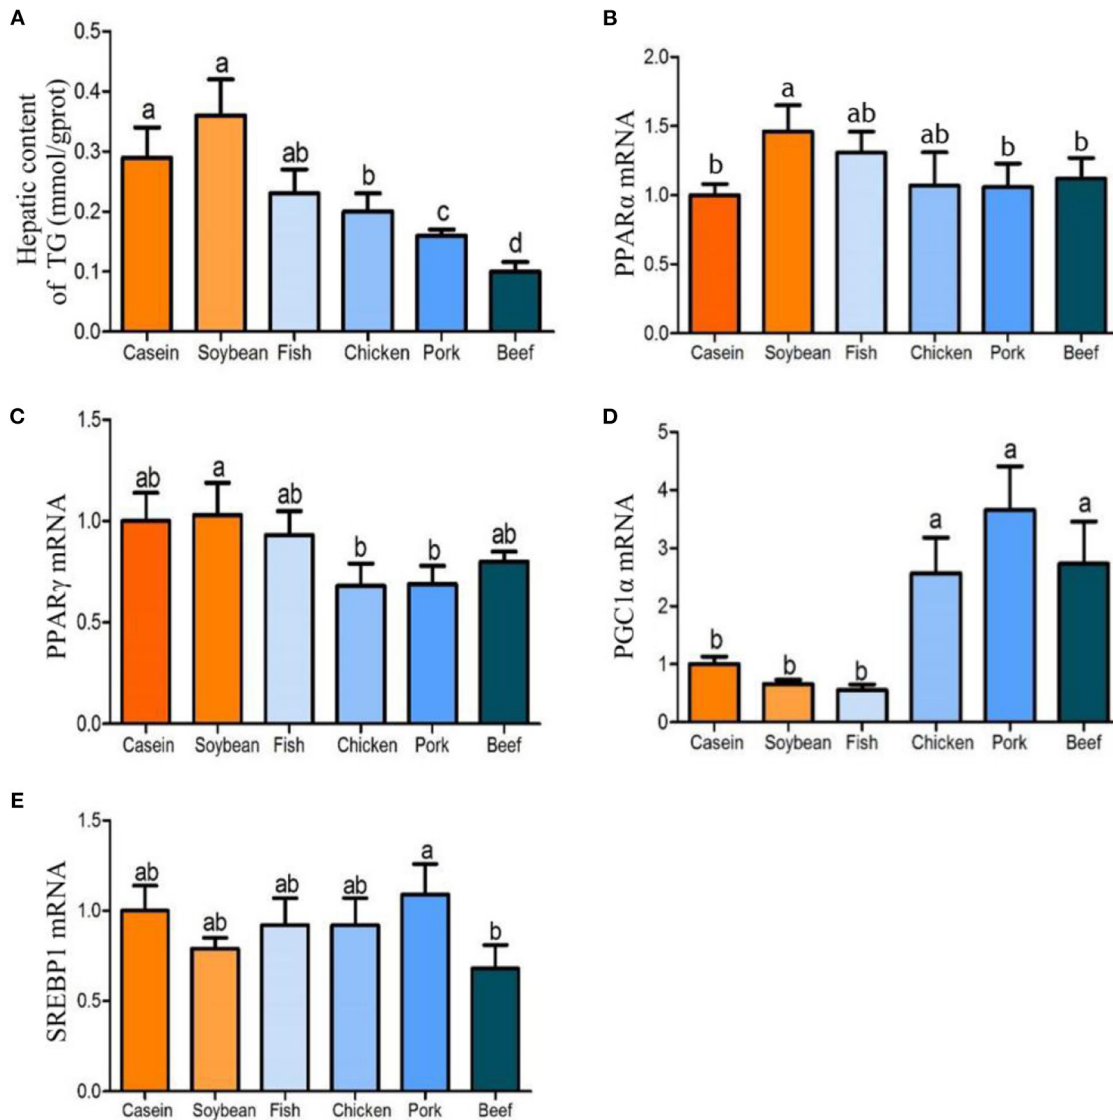 A
Hepatic content
of TG (mmol/gprot)
0.5
0.4
0.3
0.2
0.1
0.0
a
a
ab
b
c
d
Casein Soybean Fish Chicken Pork Beef
B
PPARα mRNA
2.0
1.5
1.0
0.5
0.0
b
a
ab
ab
b
b
Casein Soybean Fish Chicken Pork Beef
C
PPARγ mRNA
1.5
1.0
0.5
0.0
ab
a
ab
b
b
ab
Casein Soybean Fish Chicken Pork Beef
D
PGC1α mRNA
5
4
3
2
1
0
b
b
b
a
a
a
Casein Soybean Fish Chicken Pork Beef
E
SREBP1 mRNA
1.5
1.0
0.5
0.0
ab
ab
ab
ab
a
b
Casein Soybean Fish Chicken Pork Beef